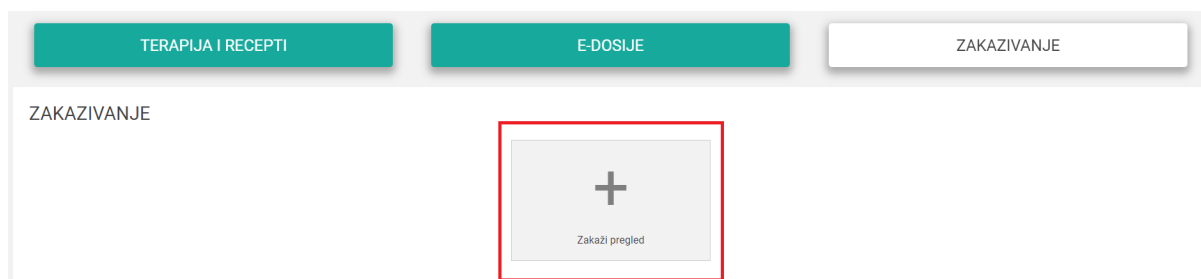 TERAPIJA I RECEPTI
E-DOSIJE
ZAKAZIVANJE
ZAKAZIVANJE
Zakaži pregled